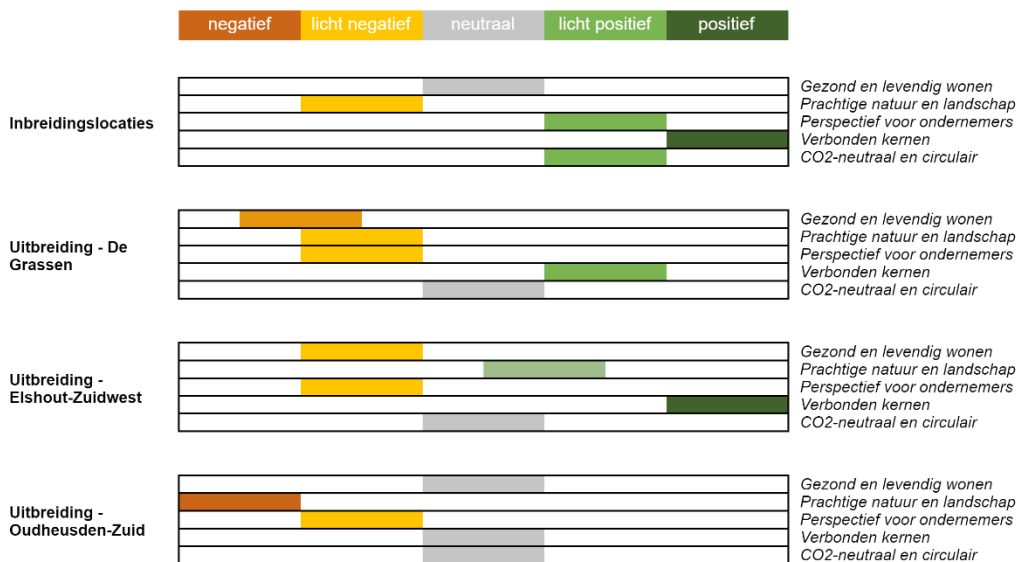 negatief licht negatief neutraal licht positief positief
Inbreidingslocaties
Gezond en levendig wonen
Prachtige natuur en landschap
Perspectief voor ondernemers
Verbonden kernen
CO2-neutraal en circulair
Uitbreiding - De
Grassen
Gezond en levendig wonen
Prachtige natuur en landschap
Perspectief voor ondernemers
Verbonden kernen
CO2-neutraal en circulair
Uitbreiding -
Elshout-Zuidwest
Gezond en levendig wonen
Prachtige natuur en landschap
Perspectief voor ondernemers
Verbonden kernen
CO2-neutraal en circulair
Uitbreiding -
Oudheusden-Zuid
Gezond en levendig wonen
Prachtige natuur en landschap
Perspectief voor ondernemers
Verbonden kernen
CO2-neutraal en circulair